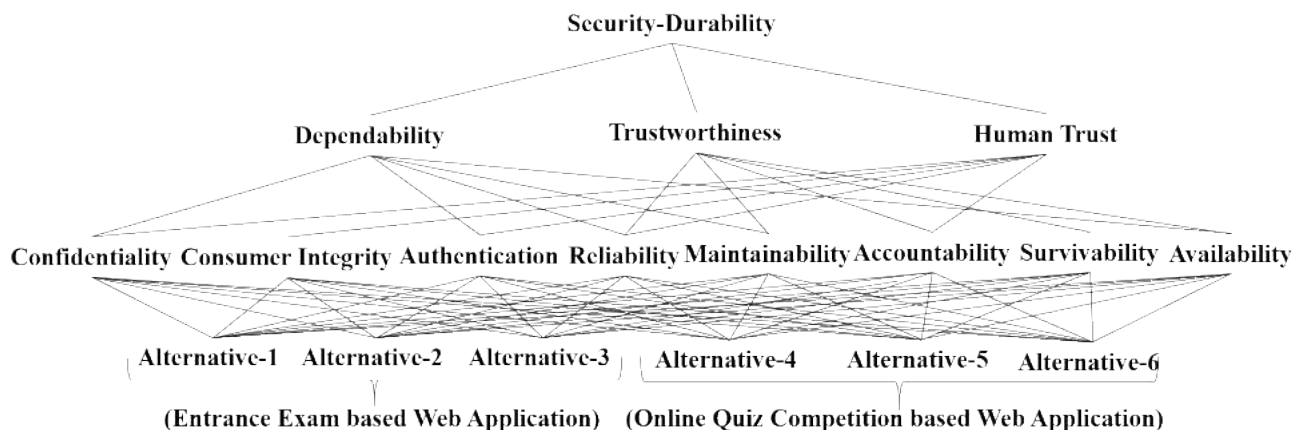 Security-Durability
Dependability Trustworthiness Human Trust
Confidentiality Consumer Integrity Authentication Reliability Maintainability Accountability Survivability Availability
Alternative-1 Alternative-2 Alternative-3 Alternative-4 Alternative-5 Alternative-6
(Entrance Exam based Web Application) (Online Quiz Competition based Web Application)